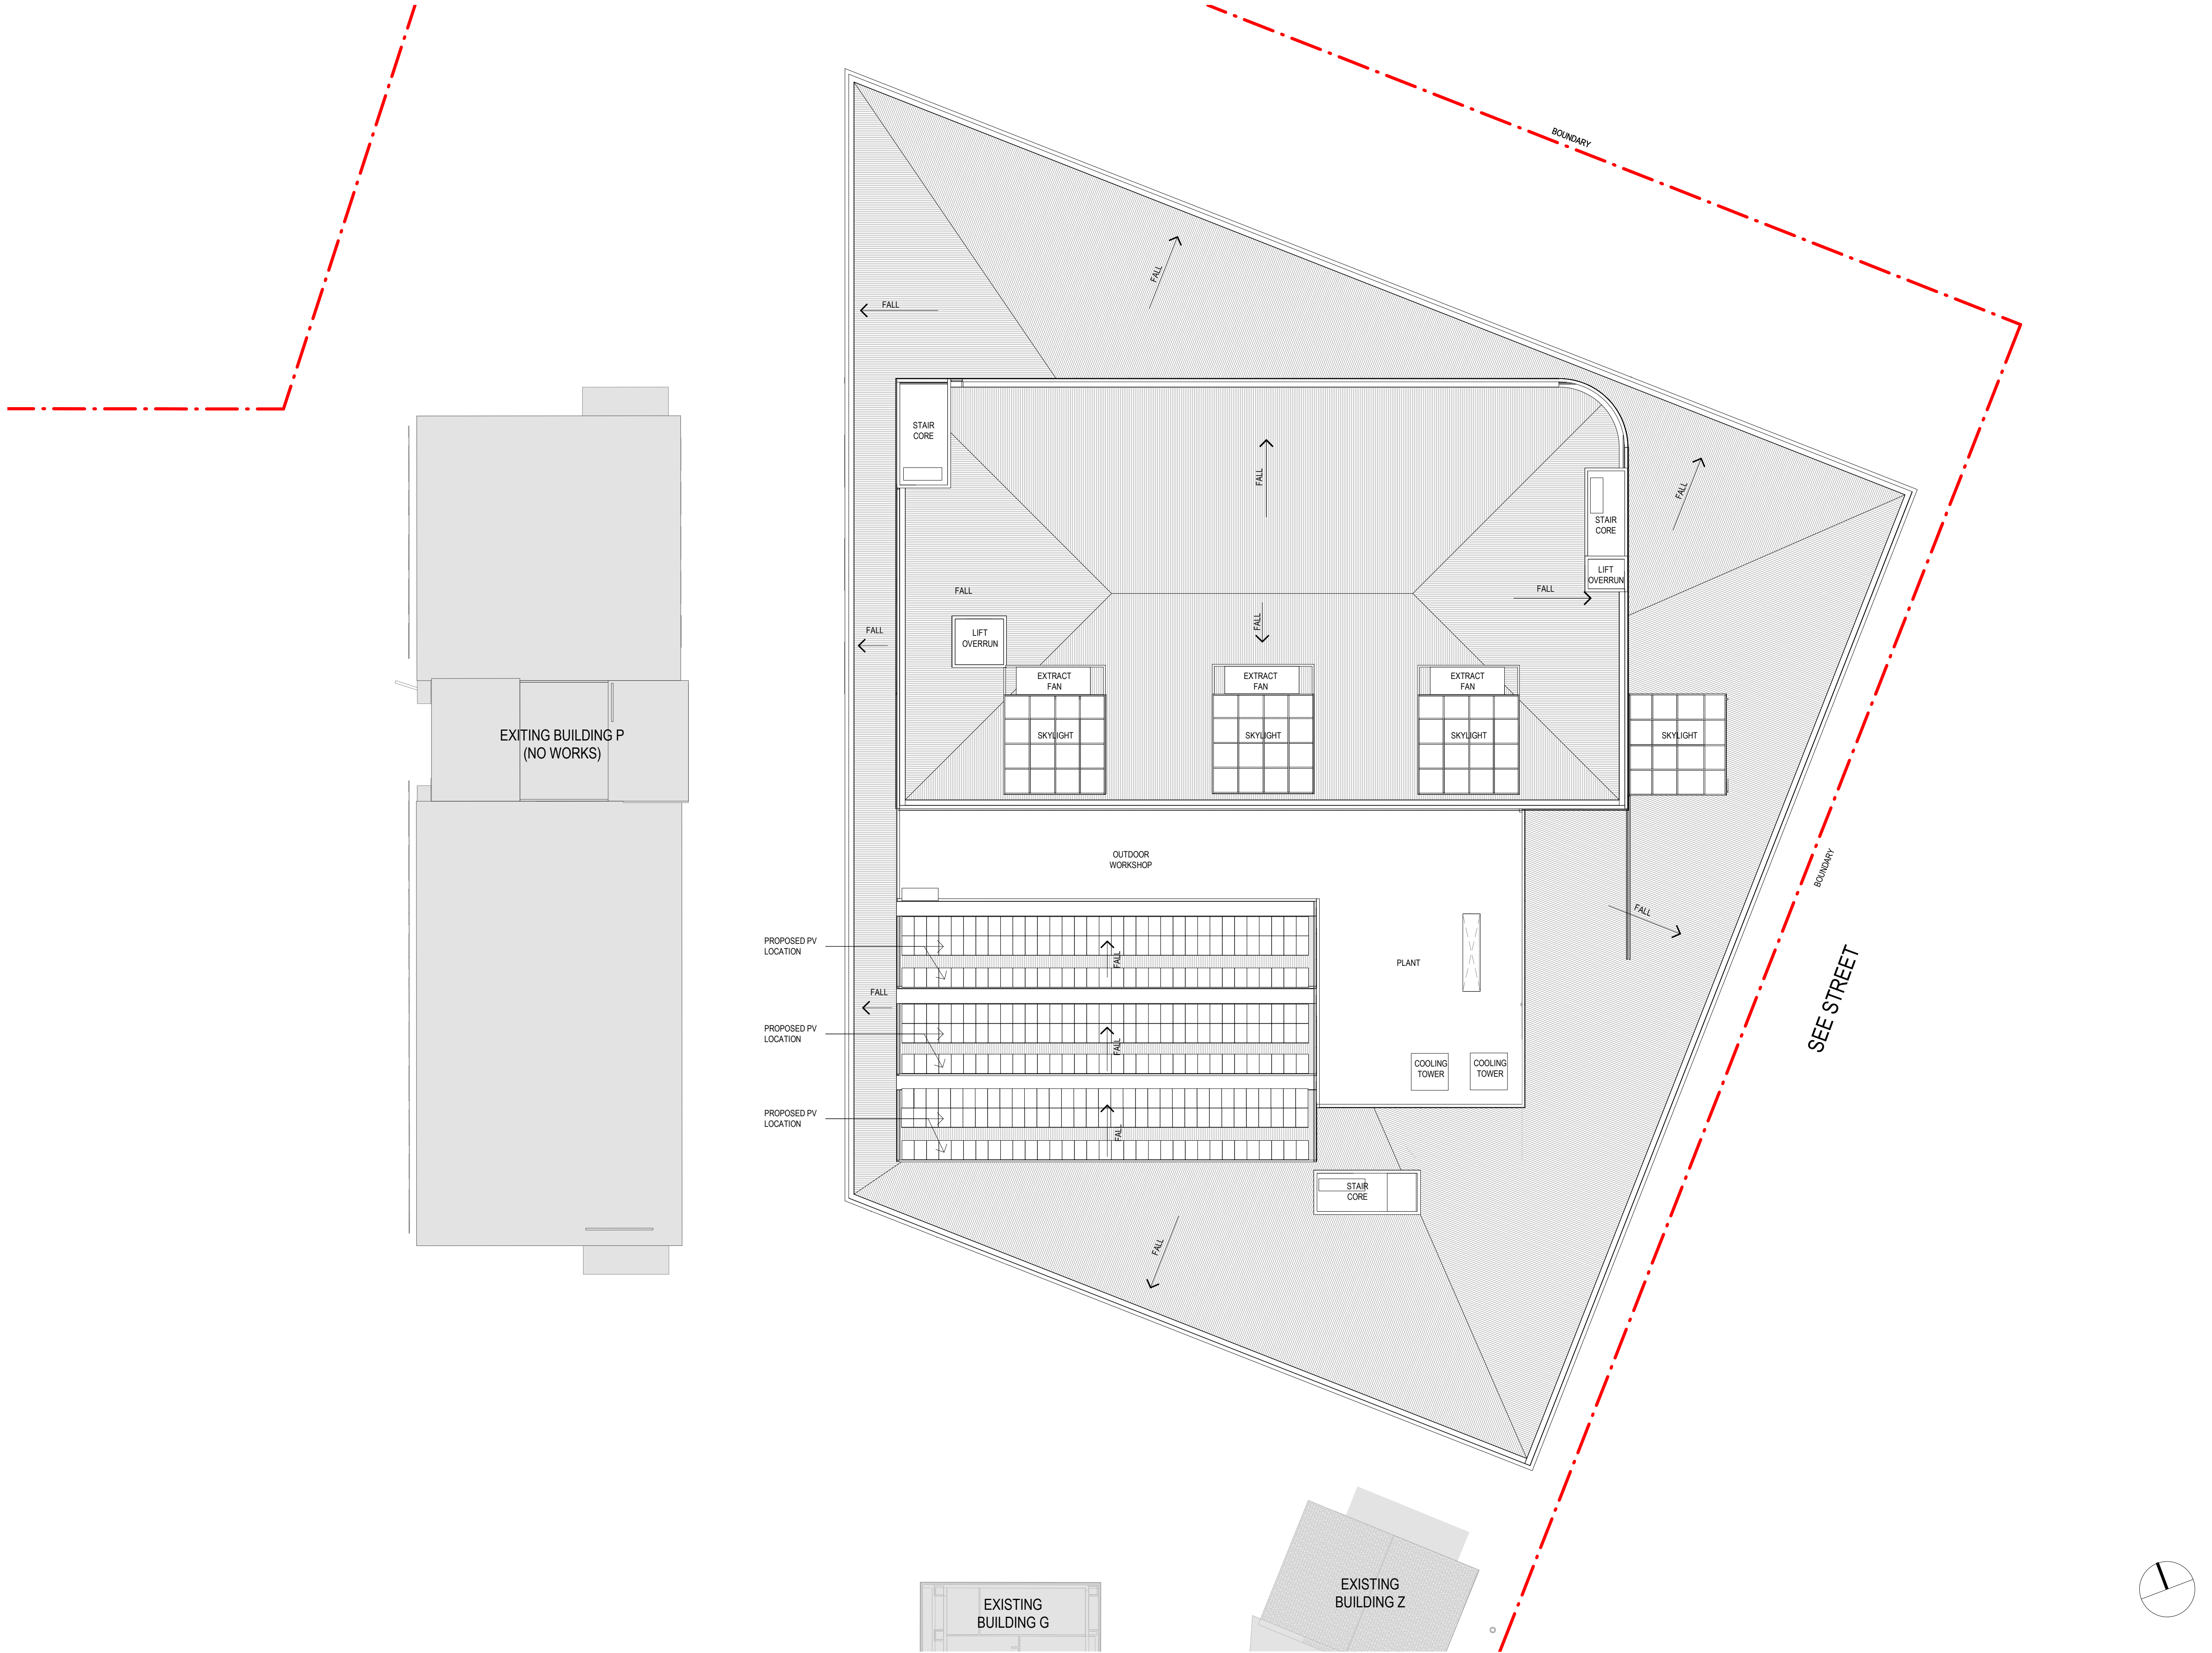 BOUNDARY
FALL
FALL
STAIR
CORE
FALL
FALL
STAIR
CORE
LIFT
OVERRUN
FALL
FALL
FALL
FALL
LIFT
OVERRUN
EXTRACT
FAN
EXTRACT
FAN
EXTRACT
FAN
SKYLIGHT
SKYLIGHT
SKYLIGHT
SKYLIGHT
EXITING BUILDING P
(NO WORKS)
OUTDOOR
WORKSHOP
BOUNDARY
FALL
PROPOSED PV
LOCATION
FALL
PLANT
FALL
SEE STREET
PROPOSED PV
LOCATION
FALL
COOLING
TOWER
COOLING
TOWER
PROPOSED PV
LOCATION
FALL
STAIR
CORE
FALL
EXISTING
BUILDING Z
EXISTING
BUILDING G